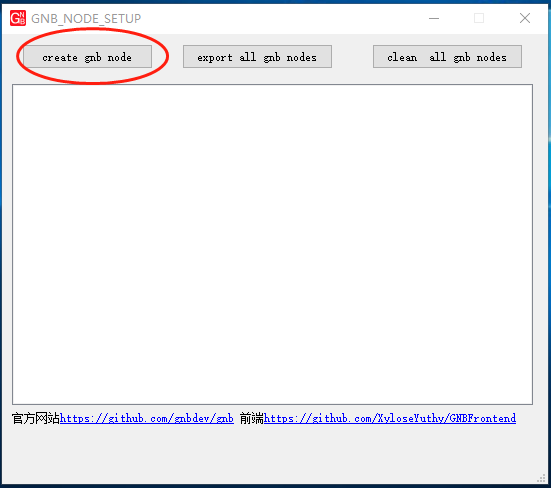 GNB GNB_NODE_SETUP
create gnb node export all gnb nodes clean all gnb nodes
官方网站https://github.com/gnbdev/gnb 前端https://github.com/XyloseYuthy/GNBFrontend